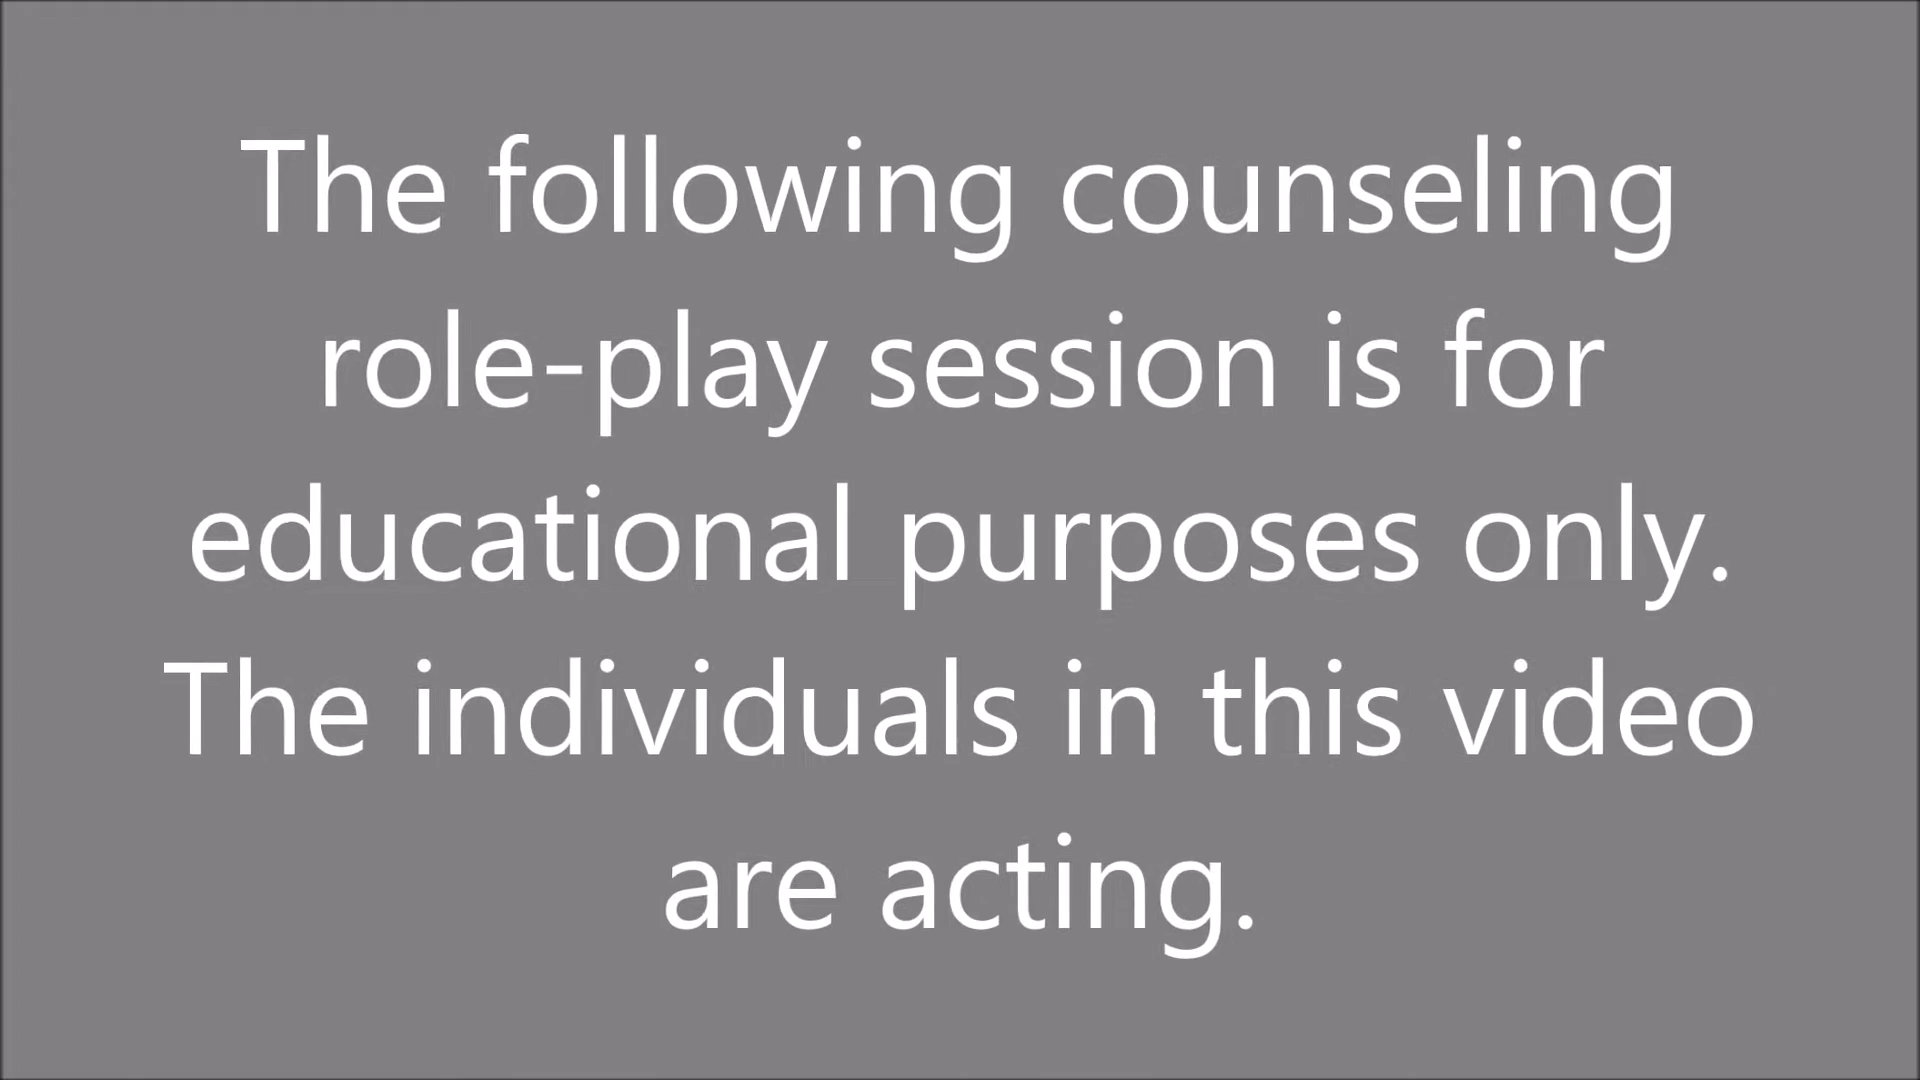 The following counseling
role-play session is for
educational purposes only.
The individuals in this video
are acting.